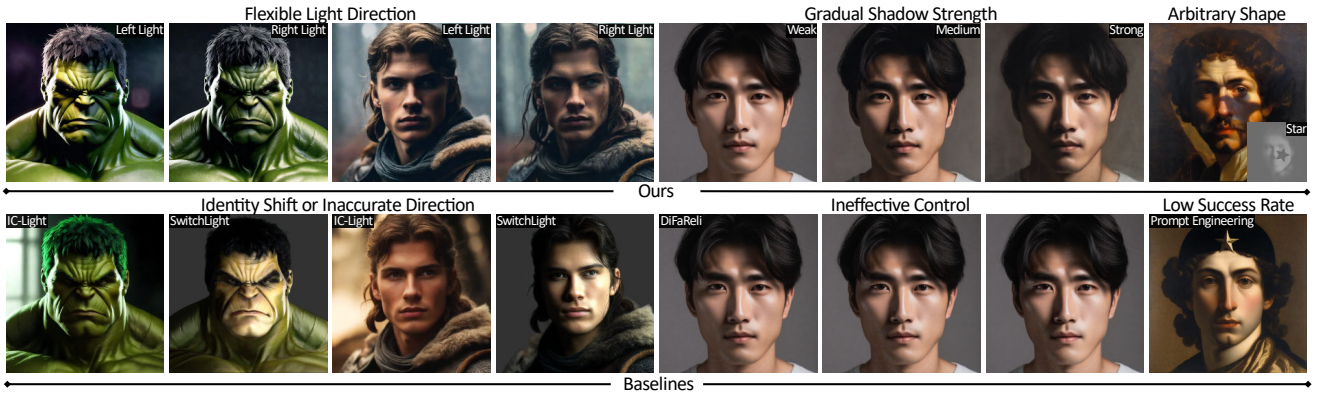 Flexible Light Direction
Gradual Shadow Strength
Arbitrary Shape
Left Light
Right Light
Left Light
Right Light
Weak
Medium
Strong
Star
Ours
Identity Shift or Inaccurate Direction
Ineffective Control
Low Success Rate
IC-Light
SwitchLight
IC-Light
SwitchLight
DiFaReli
Prompt Engineering
Baselines